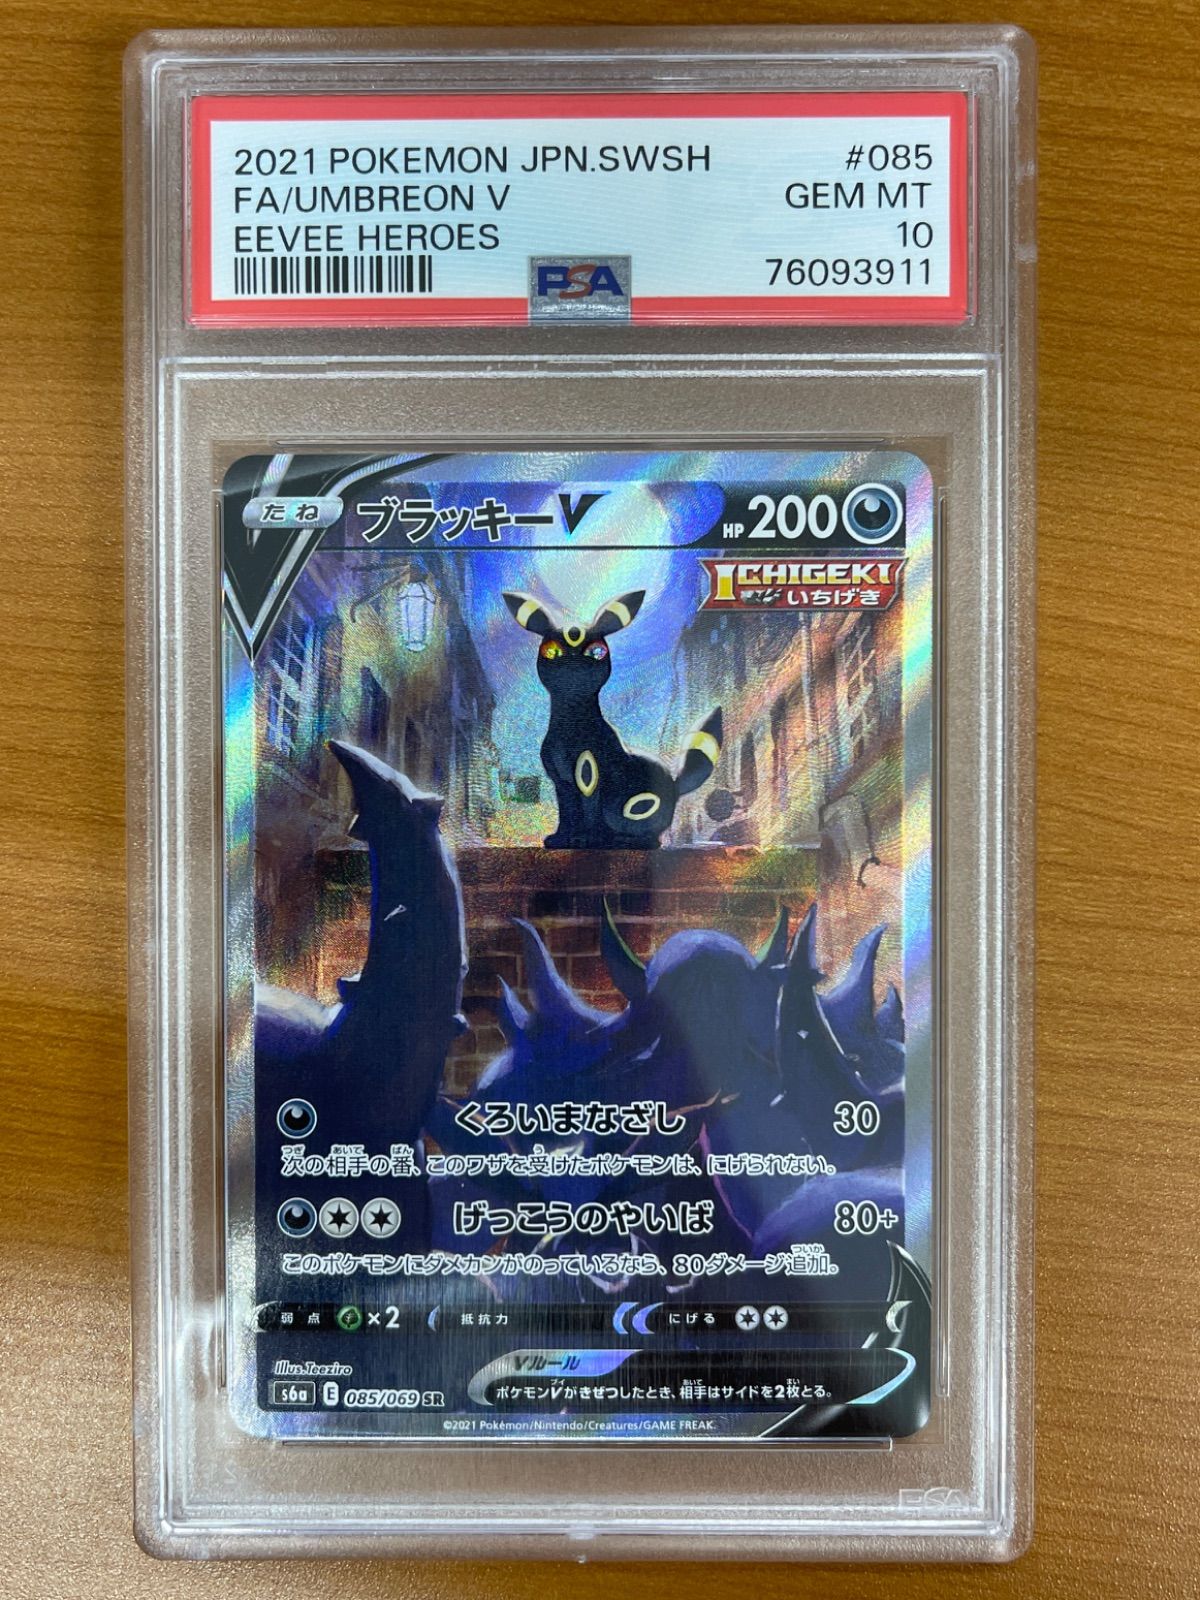 2021 POKEMON JPN.SWSH #085
FA/UMBREON V GEM MT
EEVEE HEROES 10
PSA 76093911
たね ブラッキーV HP 200
ICHIGEKI
いちげき
くろいまなざし 30
次の相手の番、このワザを受けたポケモンは、にげられない。
げっこうのやいば 80+
このポケモンにダメカンがのっているなら、80ダメージ追加。
弱点 ×2 抵抗力 にげる
Illus.Teeziro
Vルール
s6a E 085/069 SR ポケモンVがきぜつしたとき、相手はサイドを2枚とる。
©2021 Pokémon/Nintendo/Creatures/GAME FREAK.
PSA